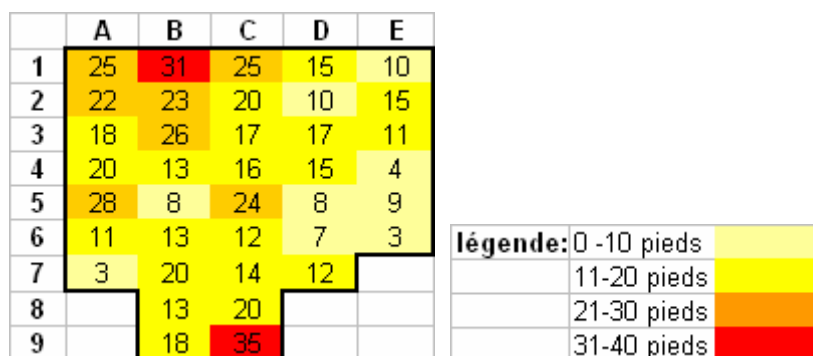 A B C D E
1 25 31 25 15 10
2 22 23 20 10 15
3 18 26 17 17 11
4 20 13 16 15 4
5 28 8 24 8 9
6 11 13 12 7 3
7 3 20 14 12
8 13 20
9 18 35
légende: 0 -10 pieds
11-20 pieds
21-30 pieds
31-40 pieds